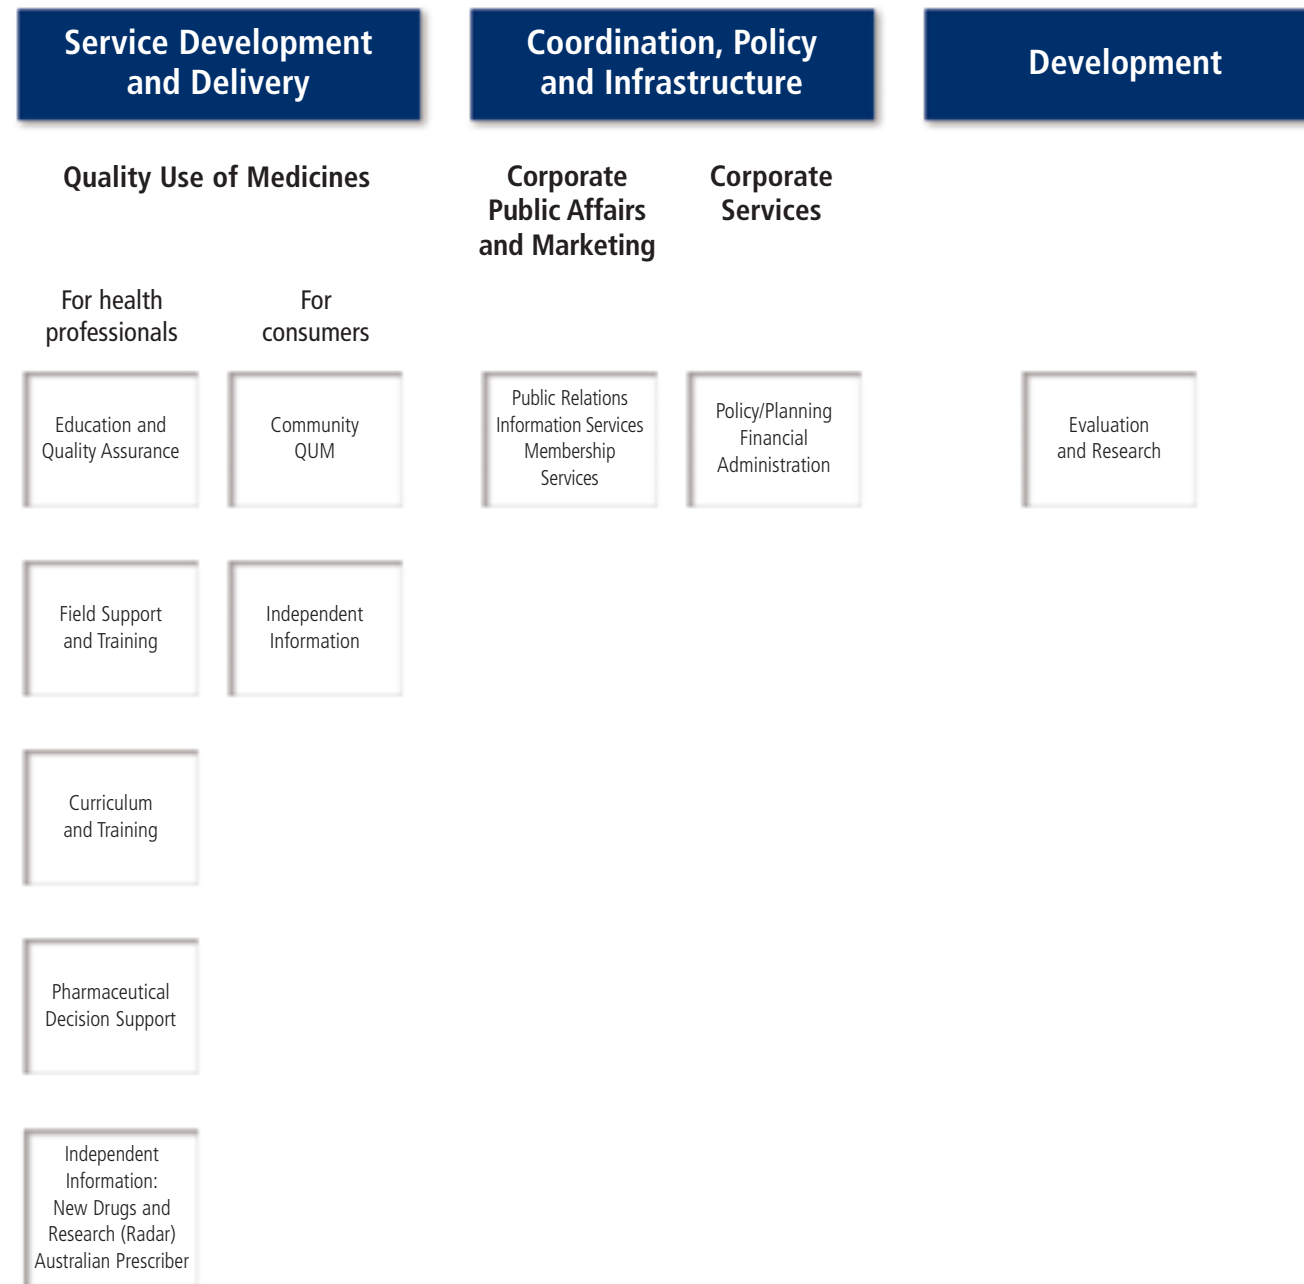 Service Development
and Delivery
Coordination, Policy
and Infrastructure
Development
Quality Use of Medicines
Corporate
Public Affairs
and Marketing
Corporate
Services
For health
professionals
For
consumers
Education and
Quality Assurance
Community
QUM
Public Relations
Information Services
Membership
Services
Policy/Planning
Financial
Administration
Evaluation
and Research
Field Support
and Training
Independent
Information
Curriculum
and Training
Pharmaceutical
Decision Support
Independent
Information:
New Drugs and
Research (Radar)
Australian Prescriber